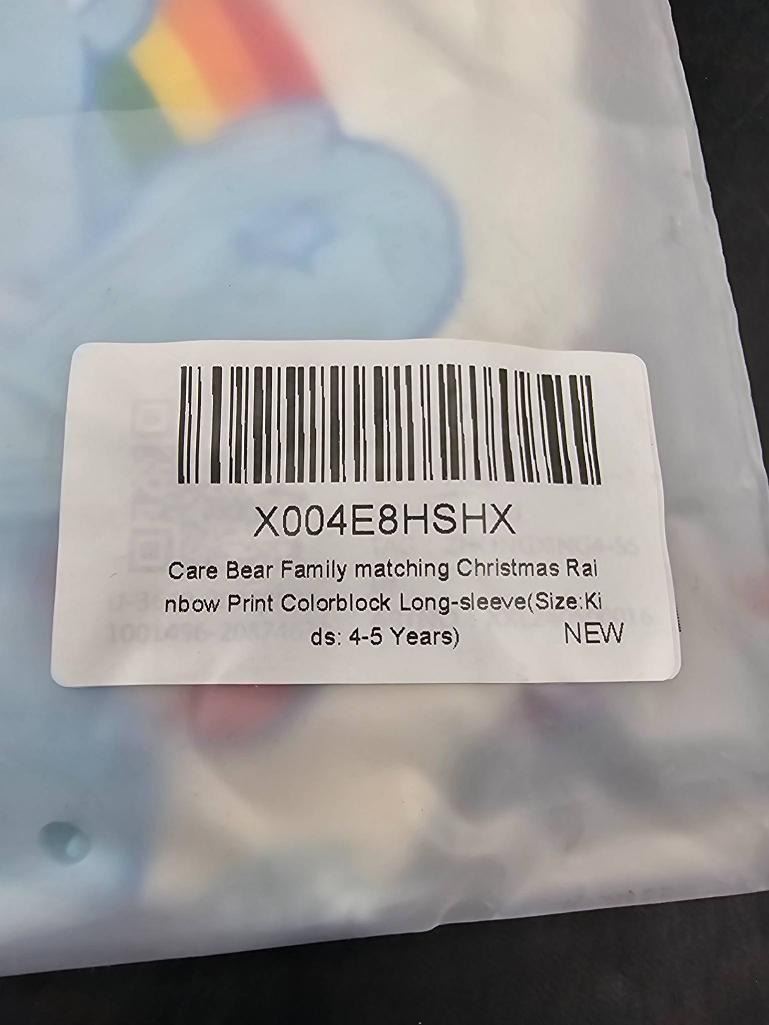 X004E8HSHX
Care Bear Family matching Christmas Rai
nbow Print Colorblock Long-sleeve(Size:Ki
ds: 4-5 Years)
NEW